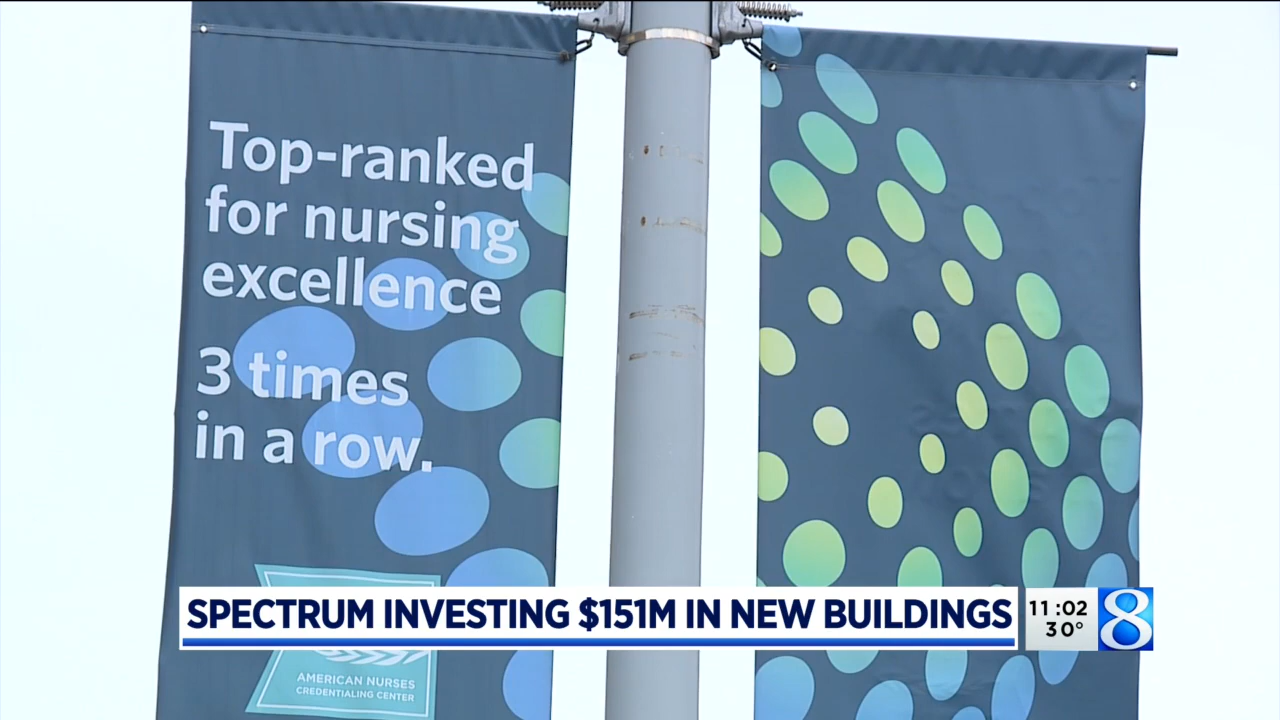 Top-ranked
for nursing
excellence
3 times
in a row.
SPECTRUM INVESTING $151M IN NEW BUILDINGS
11:02
30°
8
AMERICAN NURSES
CREDENTIALING CENTER